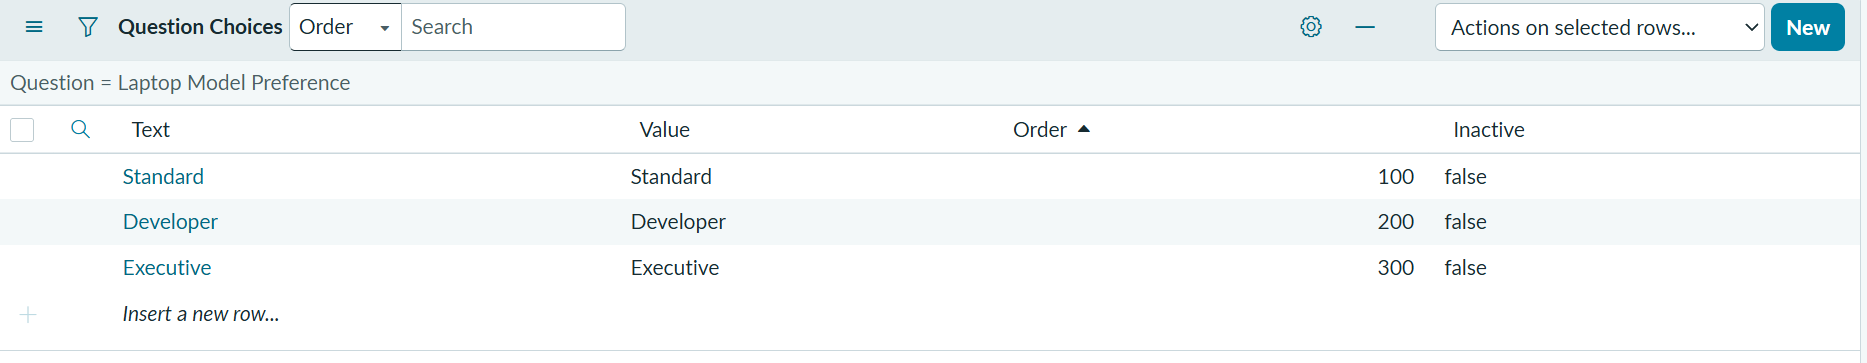 Question Choices Order Search Actions on selected rows... New
Question = Laptop Model Preference
Text Value Order Inactive
Standard Standard 100 false
Developer Developer 200 false
Executive Executive 300 false
Insert a new row...